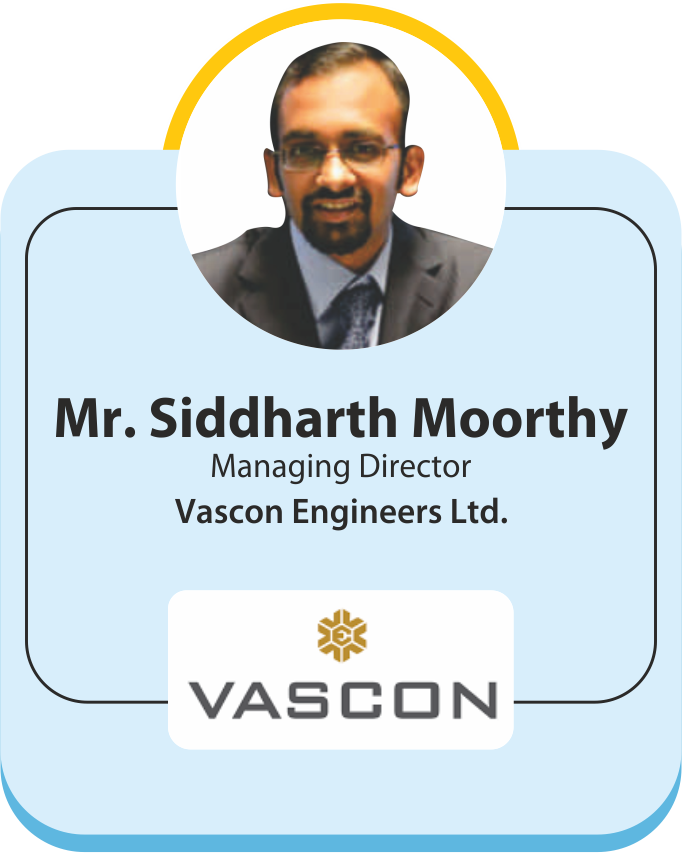 Mr. Siddharth Moorthy
Managing Director
Vascon Engineers Ltd.
VASCON